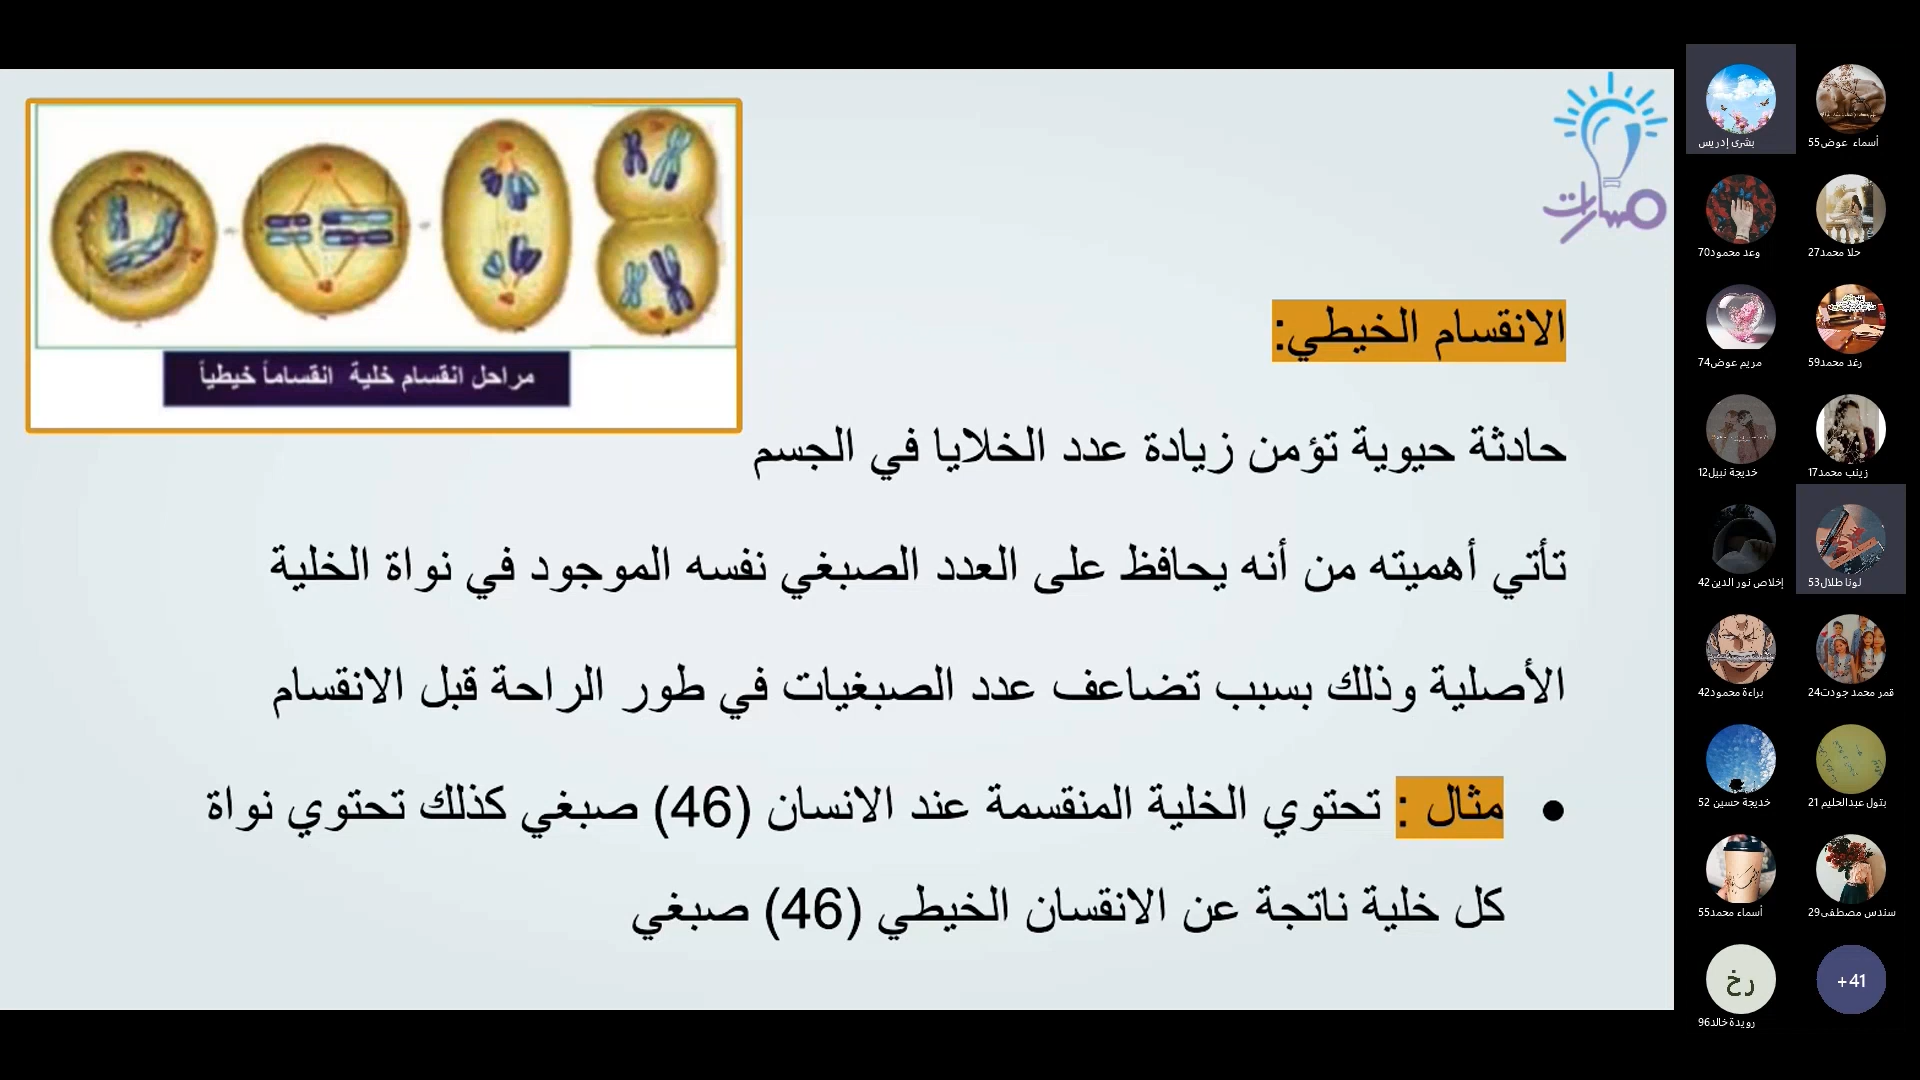 مسارات
مراحل انقسام خلية انقساماً خيطياً
الانقسام الخيطي:
حادثة حيوية تؤمن زيادة عدد الخلايا في الجسم
تأتي أهميته من أنه يحافظ على العدد الصبغي نفسه الموجود في نواة الخلية
الأصلية وذلك بسبب تضاعف عدد الصبغيات في طور الراحة قبل الانقسام
• مثال : تحتوي الخلية المنقسمة عند الانسان (46) صبغي كذلك تحتوي نواة
كل خلية ناتجة عن الانقسان الخيطي (46) صبغي
بشرى إدريس
أسماء عوض55
وعد محمود70
حلا محمد27
مريم عوض74
رغد محمد59
خديجة نبيل12
زينب محمد17
إخلاص نور الدين42
لونا طلال53
براءة محمود42
قمر محمد جودت24
خديجة حسين 52
بتول عبدالحليم 21
أسماء محمد55
سندس مصطفى29
رخ
رويدة خالد96
+41